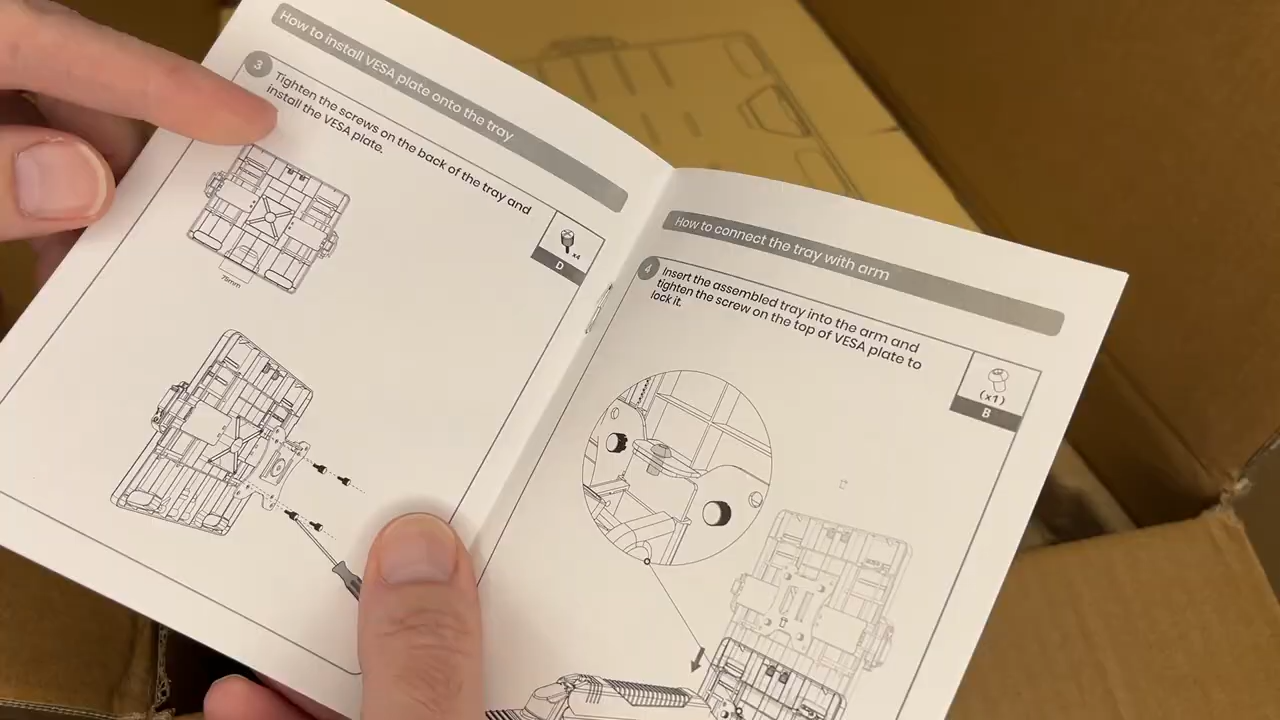 How to install VESA plate onto the tray
3
Tighten the screws on the back of the tray and
install the VESA plate.
x4
D
75mm
How to connect the tray with arm
4
Insert the assembled tray into the arm and
tighten the screw on the top of VESA plate to
lock it.
(x1)
B